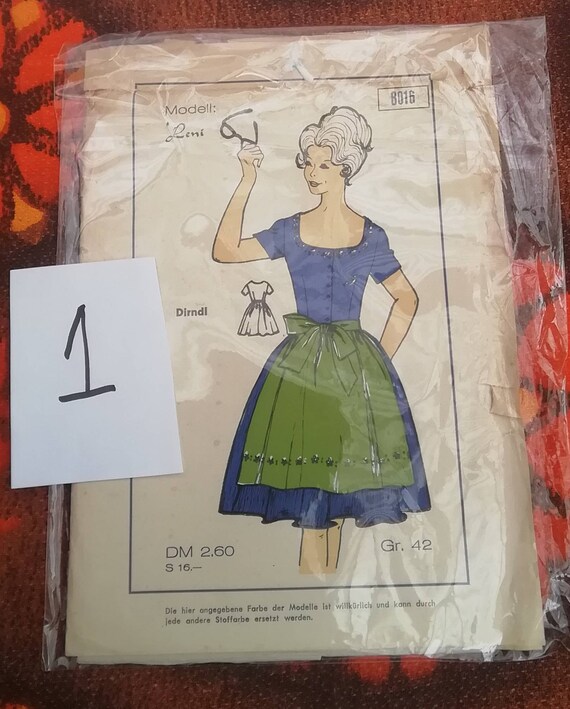 Modell:
Leni
8016
Dirndl
1
DM 2.60
S 16,—
Gr. 42
Die hier angegebene Farbe der Modelle ist willkürlich und kann durch
jede andere Stoffarbe ersetzt werden.